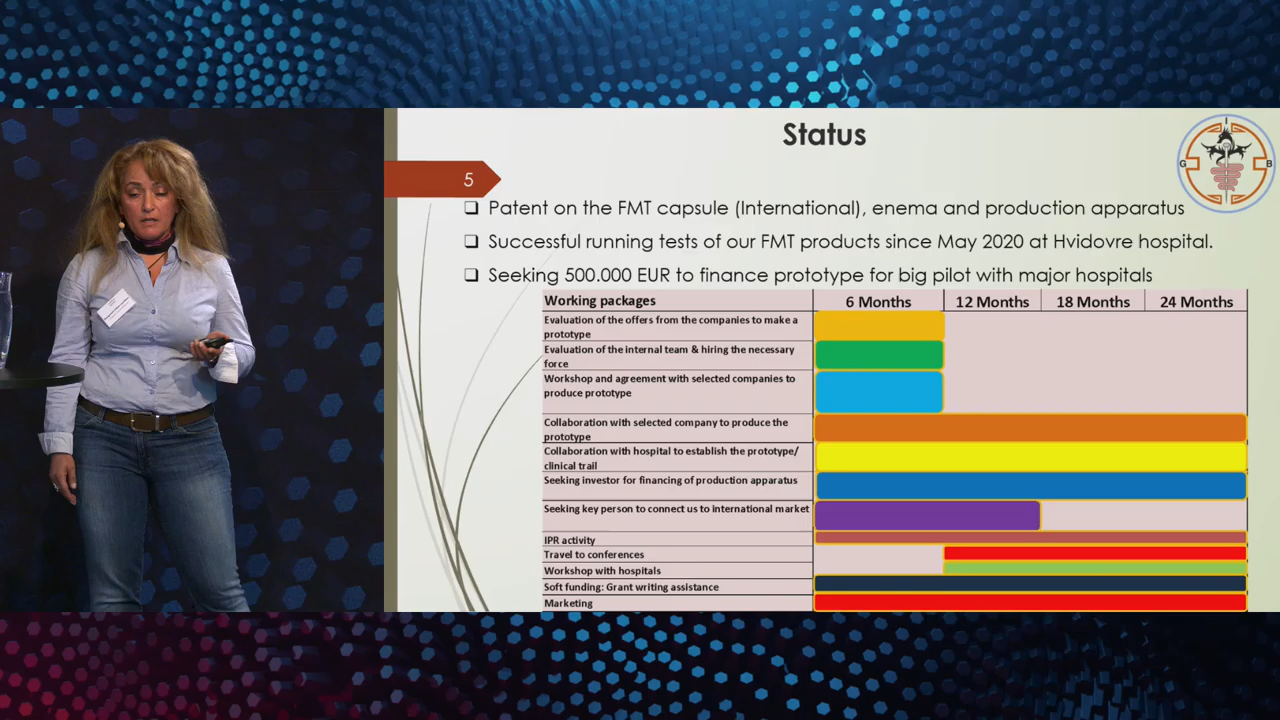 Status
5
❑ Patent on the FMT capsule (International), enema and production apparatus
❑ Successful running tests of our FMT products since May 2020 at Hvidovre hospital.
❑ Seeking 500.000 EUR to finance prototype for big pilot with major hospitals
Working packages 6 Months 12 Months 18 Months 24 Months
Evaluation of the offers from the companies to make a
prototype
Evaluation of the internal team & hiring the necessary
force
Workshop and agreement with selected companies to
produce prototype
Collaboration with selected company to produce the
prototype
Collaboration with hospital to establish the prototype/
clinical trail
Seeking investor for financing of production apparatus
Seeking key person to connect us to international market
IPR activity
Travel to conferences
Workshop with hospitals
Soft funding: Grant writing assistance
Marketing
I
G B